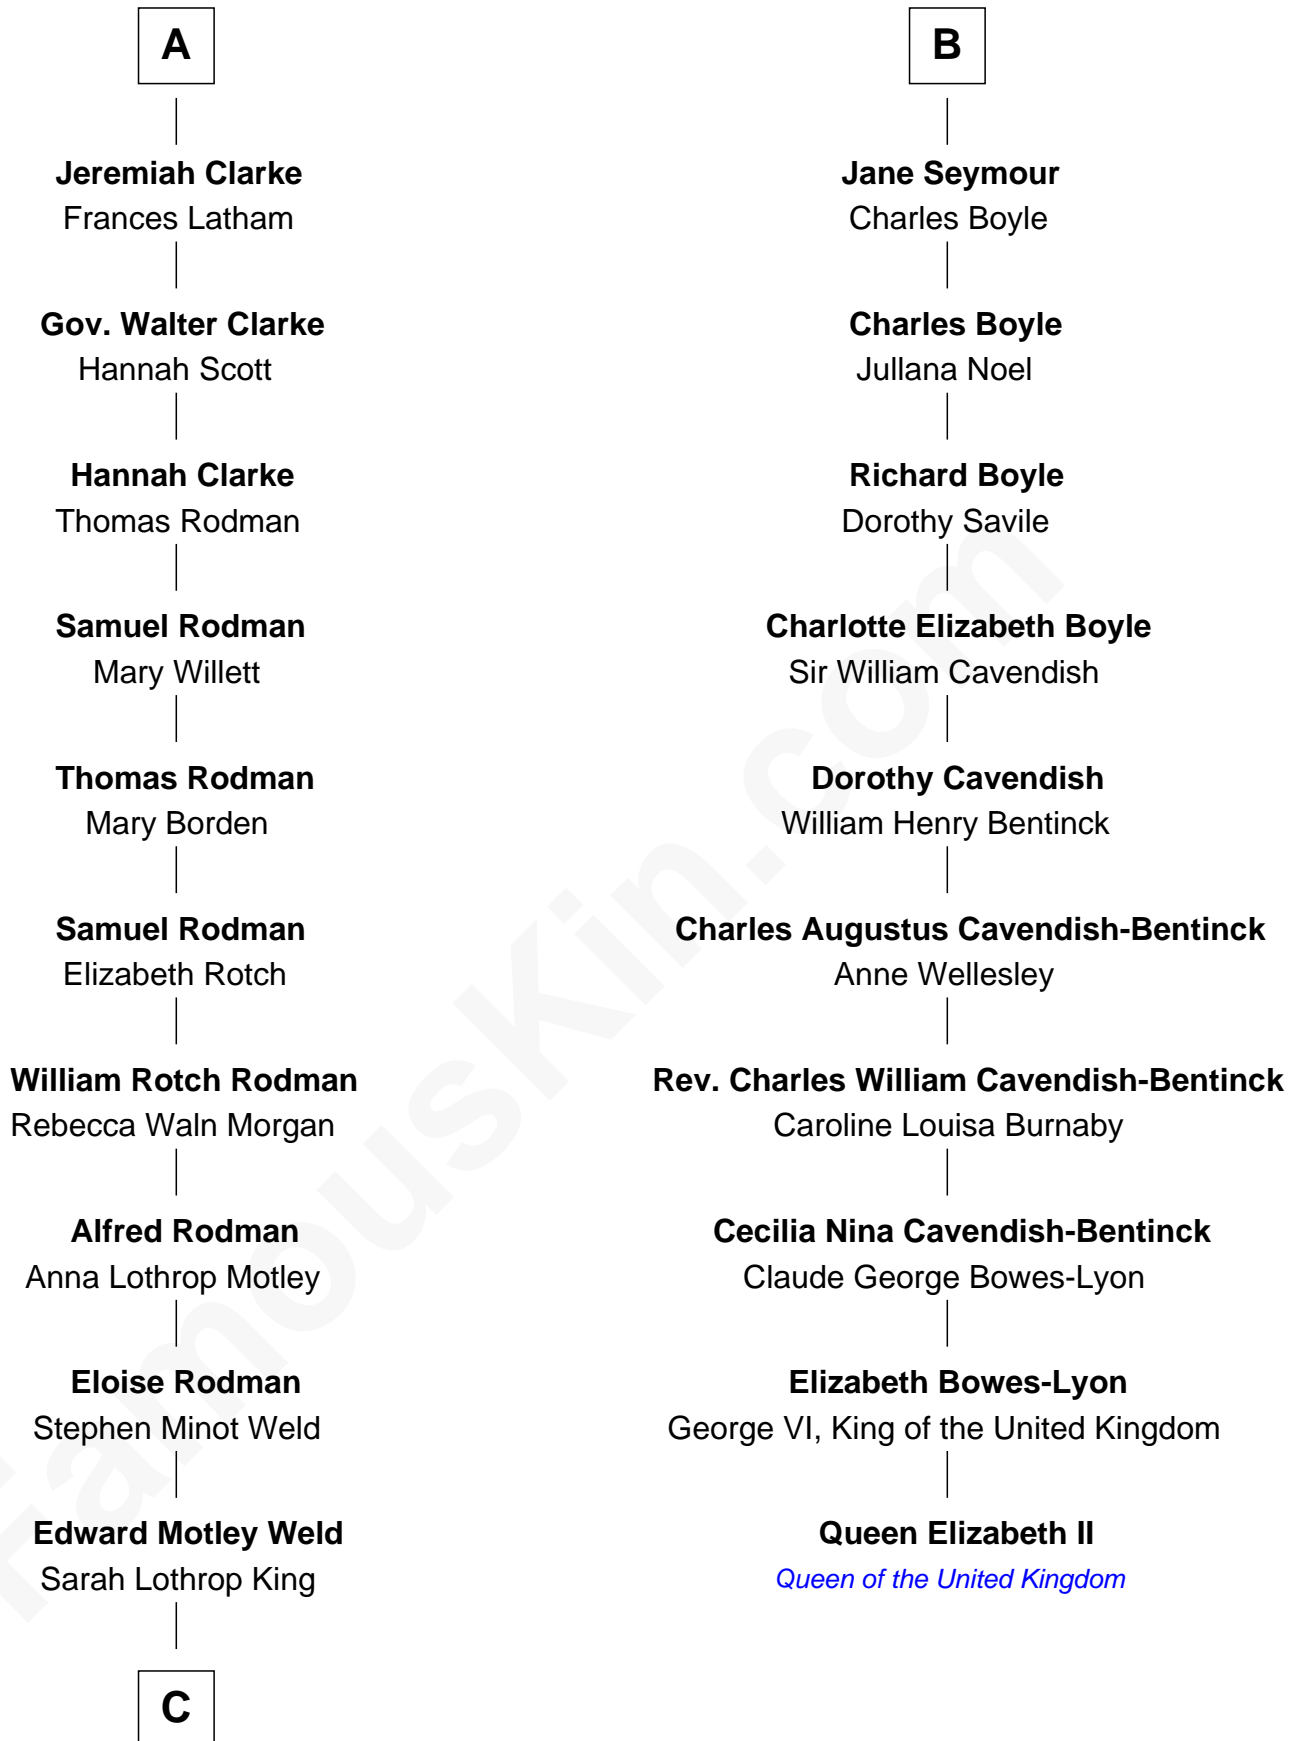 A
Jeremiah Clarke
Frances Latham
Gov. Walter Clarke
Hannah Scott
Hannah Clarke
Thomas Rodman
Samuel Rodman
Mary Willett
Thomas Rodman
Mary Borden
Samuel Rodman
Elizabeth Rotch
William Rotch Rodman
Rebecca Waln Morgan
Alfred Rodman
Anna Lothrop Motley
Eloise Rodman
Stephen Minot Weld
Edward Motley Weld
Sarah Lothrop King
C
B
Jane Seymour
Charles Boyle
Charles Boyle
Jullana Noel
Richard Boyle
Dorothy Savile
Charlotte Elizabeth Boyle
Sir William Cavendish
Dorothy Cavendish
William Henry Bentinck
Charles Augustus Cavendish-Bentinck
Anne Wellesley
Rev. Charles William Cavendish-Bentinck
Caroline Louisa Burnaby
Cecilia Nina Cavendish-Bentinck
Claude George Bowes-Lyon
Elizabeth Bowes-Lyon
George VI, King of the United Kingdom
Queen Elizabeth II
Queen of the United Kingdom
FamousKin.com